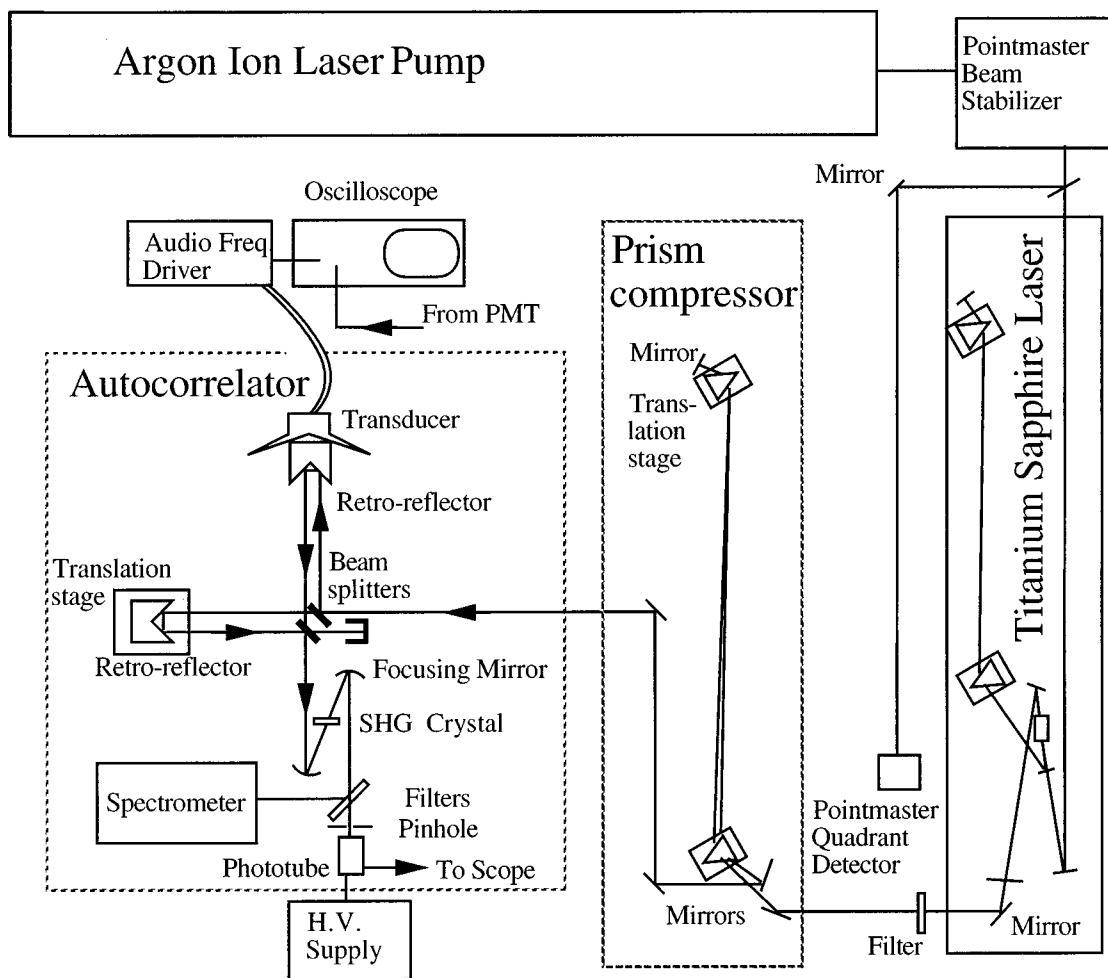 Argon Ion Laser Pump
Pointmaster
Beam
Stabilizer
Mirror
Oscilloscope
Audio Freq
Driver
From PMT
Prism
compressor
Titanium Sapphire Laser
Autocorrelator
Transducer
Mirror
Trans-
lation
stage
Retro-reflector
Beam
splitters
Translation
stage
Retro-reflector
Focusing Mirror
SHG Crystal
Spectrometer
Filters
Pinhole
Phototube
To Scope
H.V.
Supply
Pointmaster
Quadrant
Detector
Mirrors
Filter
Mirror